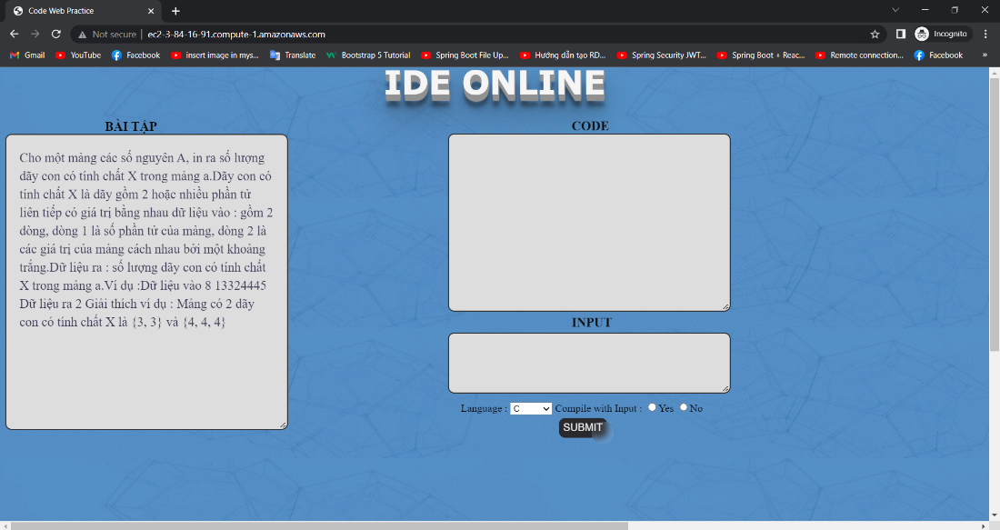 Code Web Practice
Not secure | ec2-3-84-16-91.compute-1.amazonaws.com
Incognito
Gmail YouTube Facebook insert image in mys... Translate Bootstrap 5 Tutorial Spring Boot File Up... Hướng dẫn tạo RD... Spring Security JWT... Spring Boot + Reac... Remote connection... Facebook »
IDE ONLINE
BÀI TẬP
Cho một mảng các số nguyên A, in ra số lượng
dãy con có tính chất X trong mảng a.Dãy con có
tính chất X là dãy gồm 2 hoặc nhiều phần tử
liên tiếp có giá trị bằng nhau dữ liệu vào : gồm 2
dòng, dòng 1 là số phần tử của mảng, dòng 2 là
các giá trị của mảng cách nhau bởi một khoảng
trắng.Dữ liệu ra : số lượng dãy con có tính chất
X trong mảng a.Ví dụ :Dữ liệu vào 8 13324445
Dữ liệu ra 2 Giải thích ví dụ : Mảng có 2 dãy
con có tính chất X là {3, 3} và {4, 4, 4}
CODE
INPUT
Language : C Compile with Input : Yes No
SUBMIT